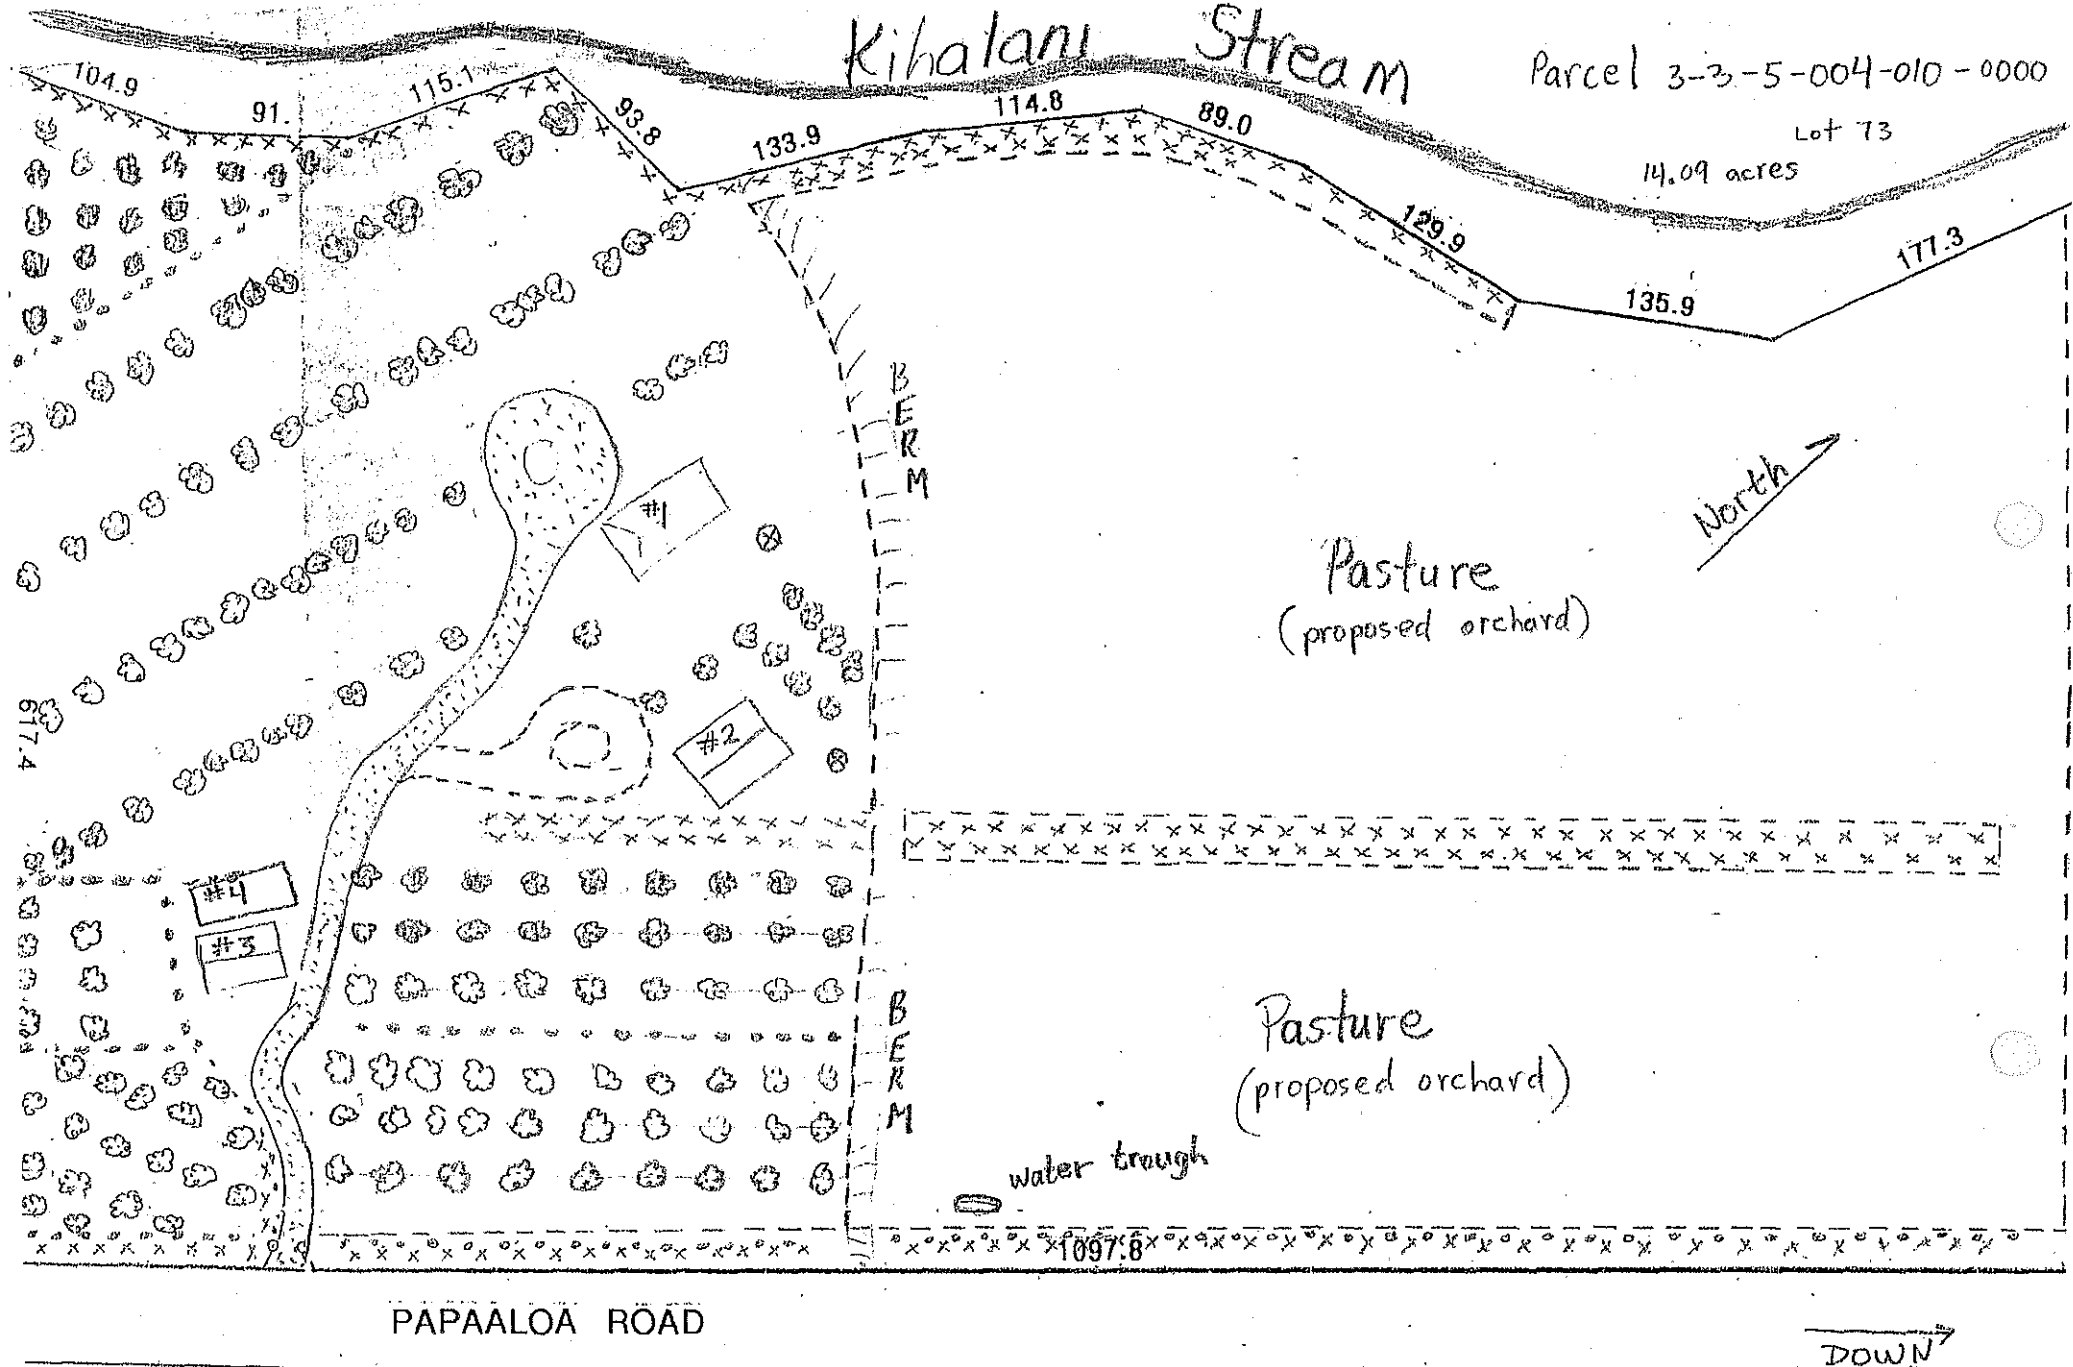 Kihalani Stream
Parcel 3-3-5-004-010-0000
Lot 73
14.09 acres
104.9
91.
115.1
93.8
133.9
114.8
89.0
129.9
135.9
177.3
BERM
North
#1
Pasture
(proposed orchard)
617.4
#2
#4
#3
BERM
Pasture
(proposed orchard)
water trough
1097.8
PAPAALOA ROAD
DOWN